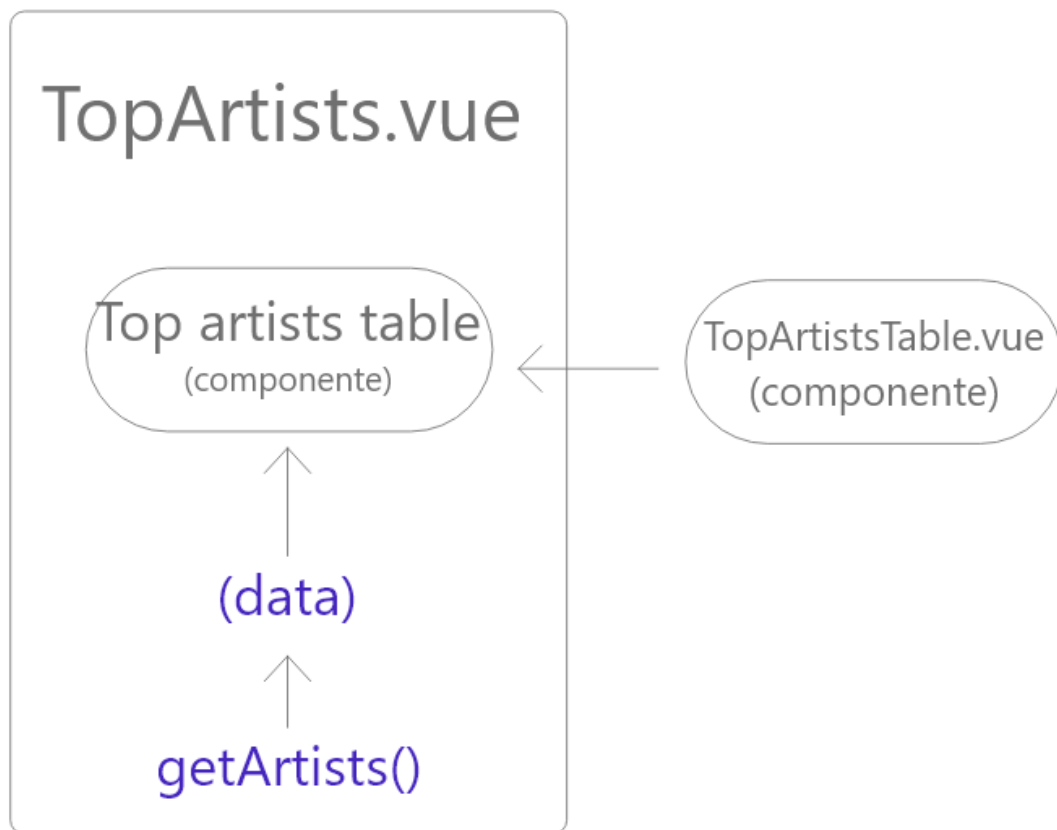 TopArtists.vue
Top artists table
(componente)
TopArtistsTable.vue
(componente)
(data)
getArtists()